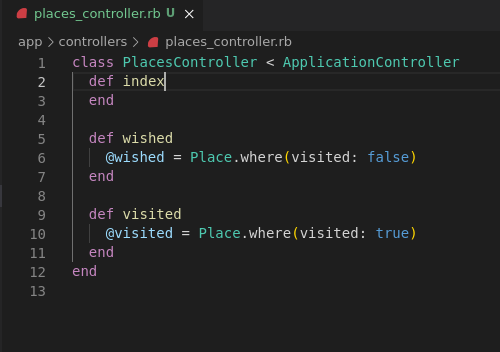 places_controller.rb U ×
app > controllers > places_controller.rb
1 class PlacesController < ApplicationController
2   def index
3   end
4
5   def wished
6     @wished = Place.where(visited: false)
7   end
8
9   def visited
10     @visited = Place.where(visited: true)
11   end
12 end
13